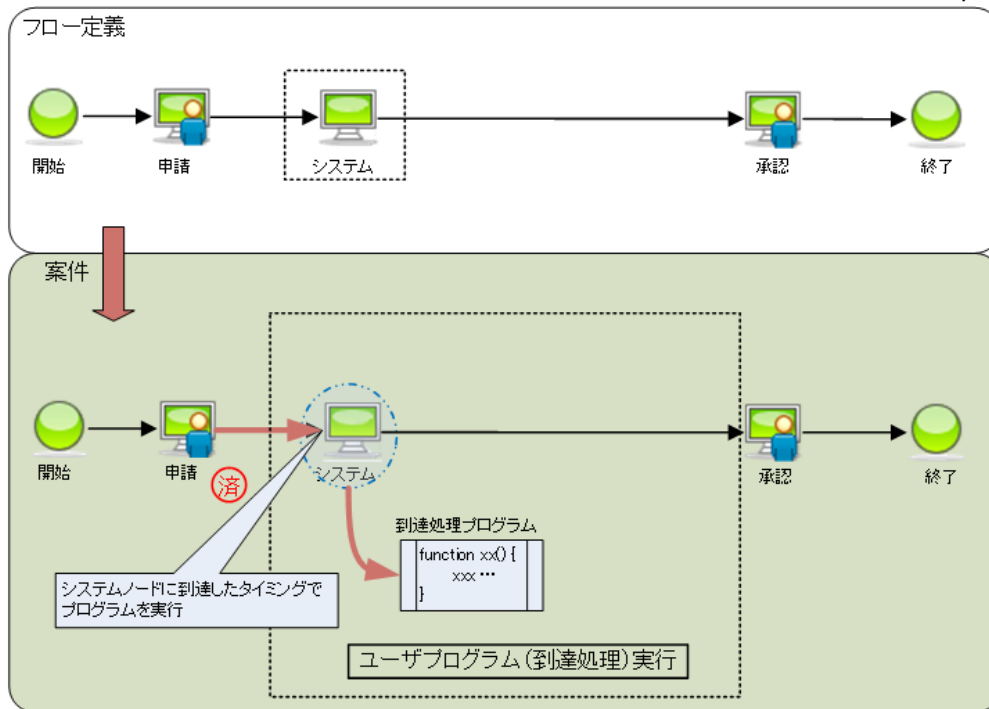 フロー定義
開始
申請
システム
承認
終了
案件
開始
申請
済
システム
承認
終了
到達処理プログラム
function xx() {
xxx …
}
システムノードに到達したタイミングで
プログラムを実行
ユーザプログラム(到達処理)実行